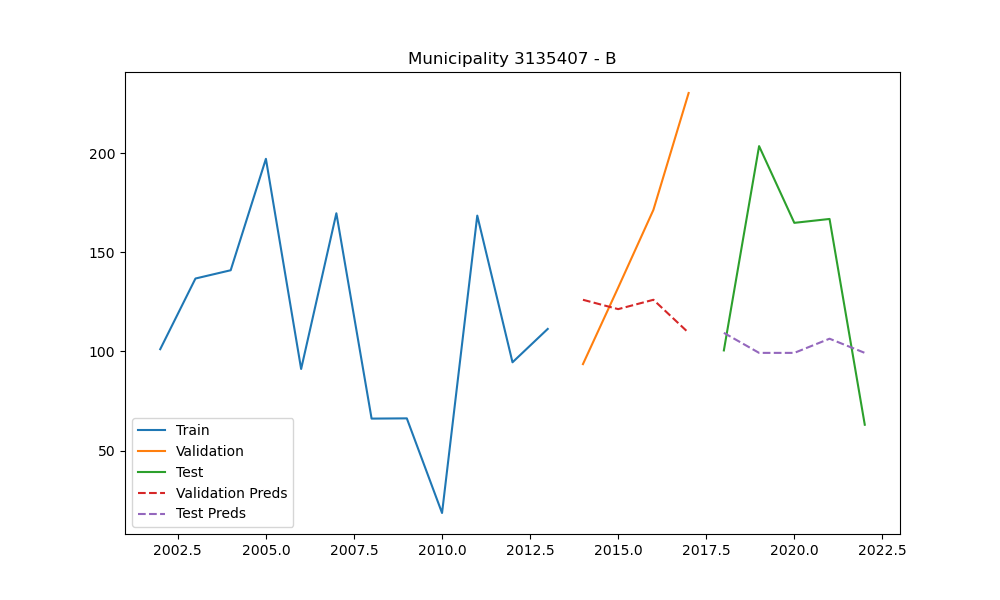 Municipality 3135407 - B
200
150
100
50
Train
Validation
Test
Validation Preds
Test Preds
2002.5 2005.0 2007.5 2010.0 2012.5 2015.0 2017.5 2020.0 2022.5